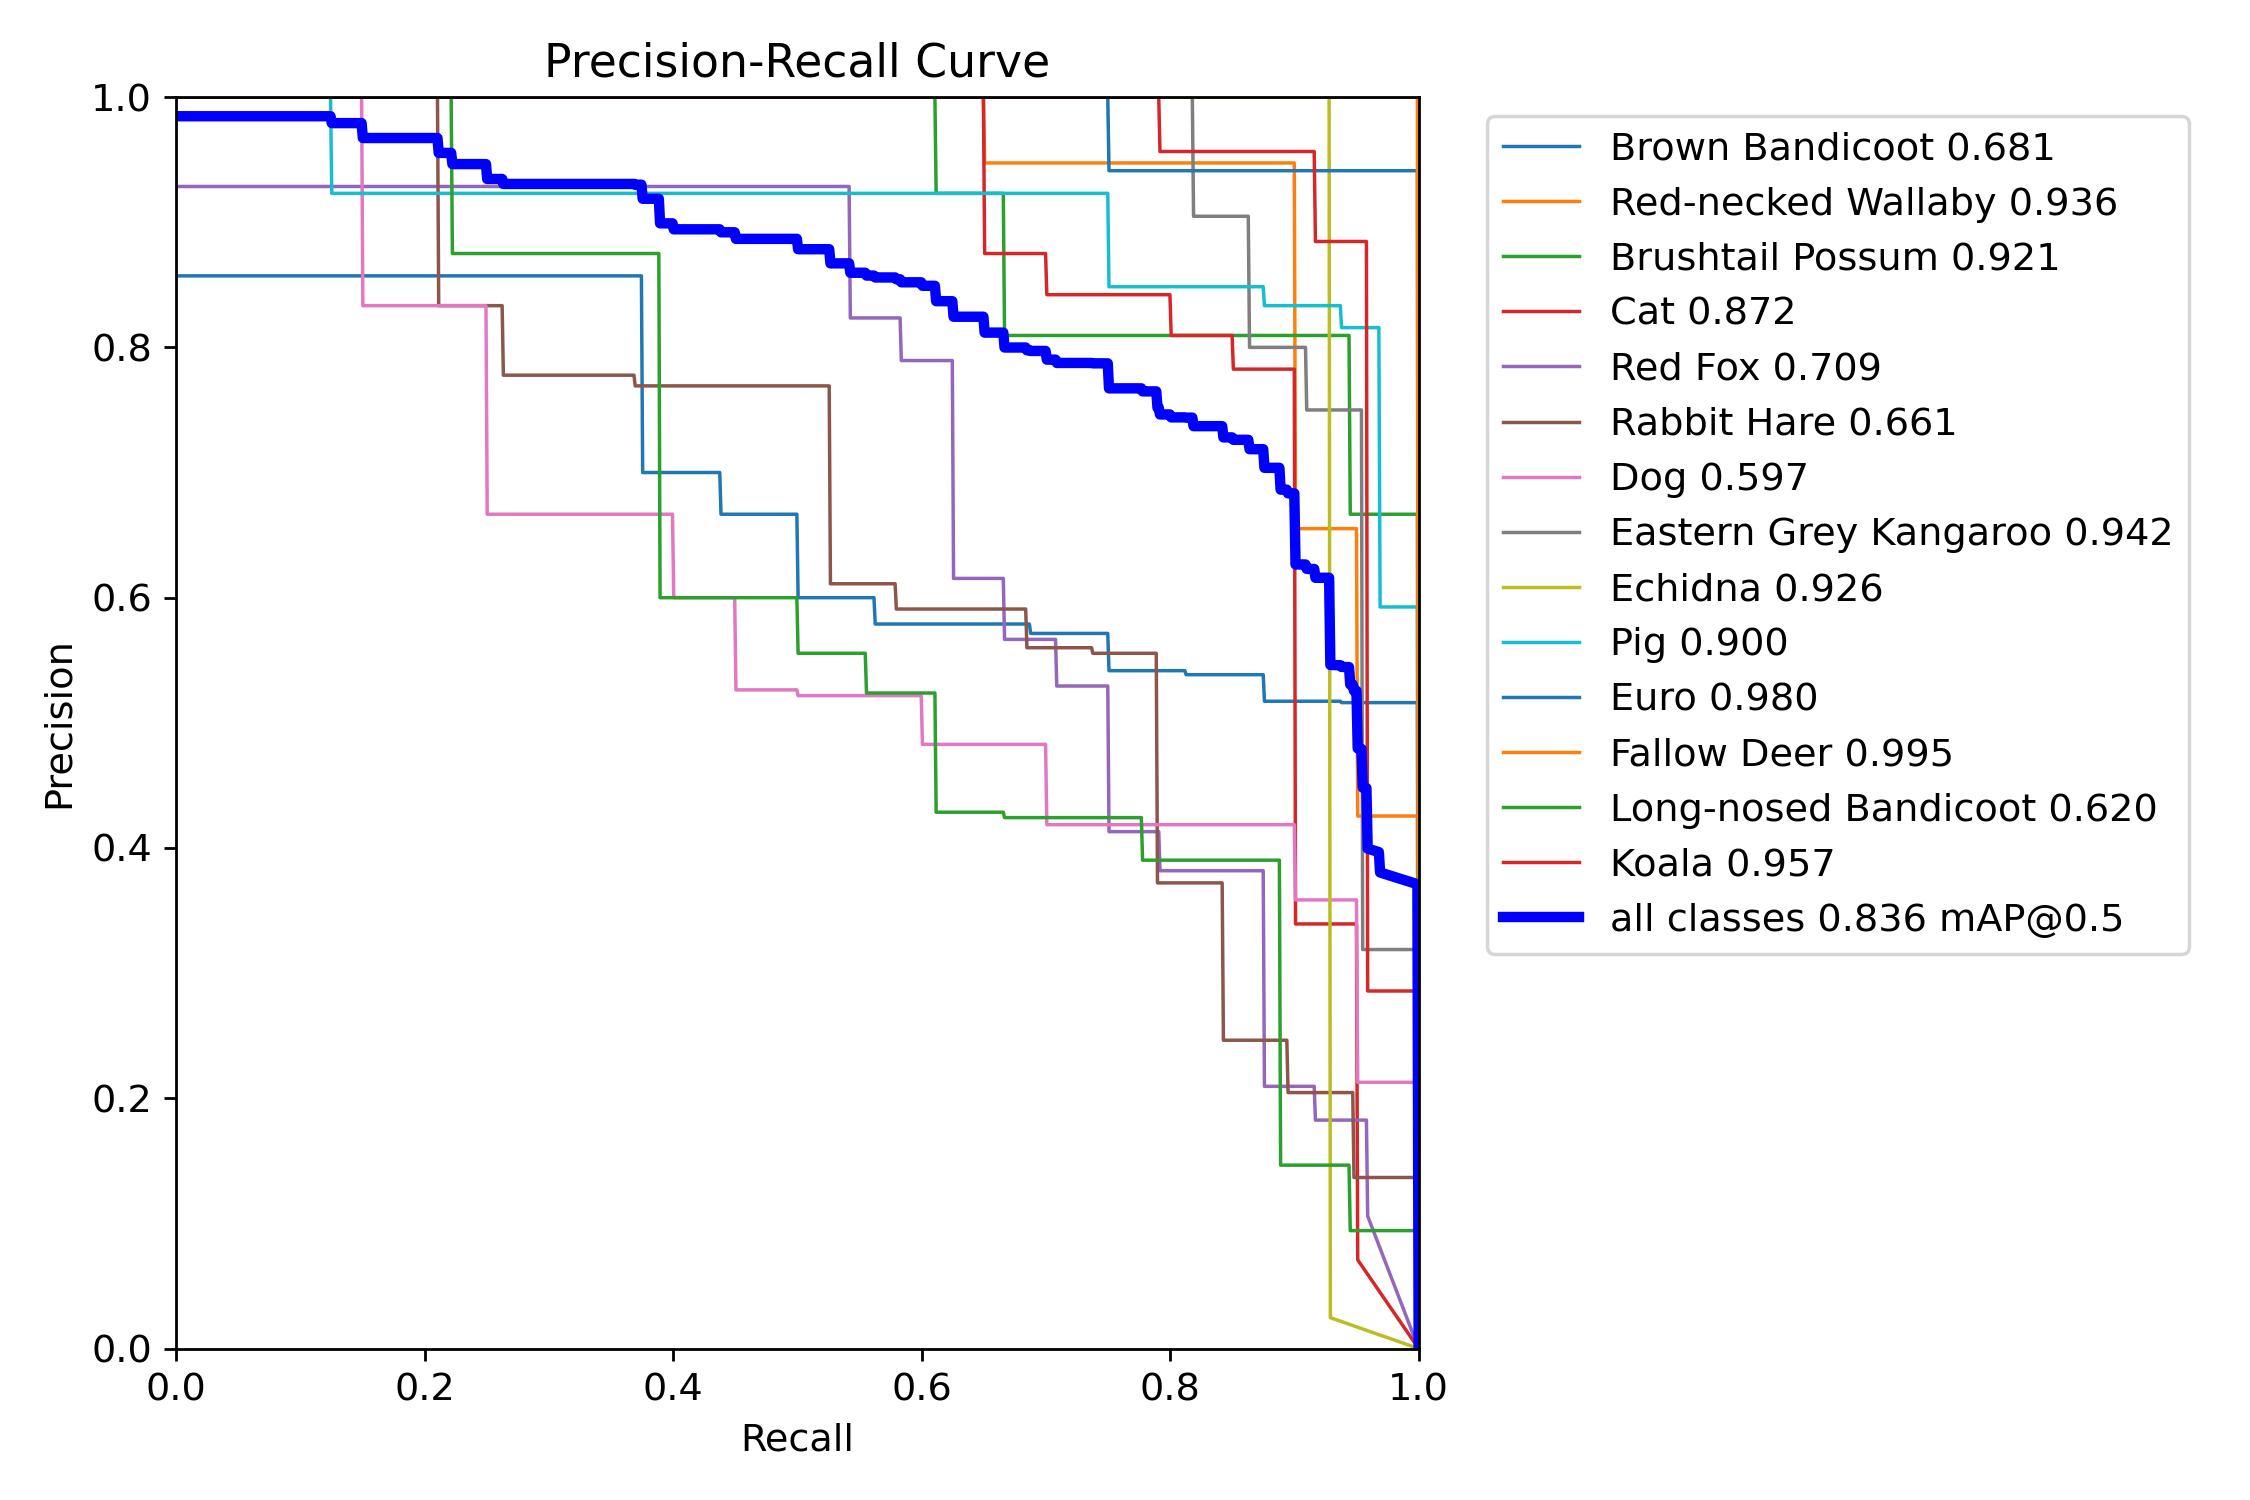 Precision-Recall Curve
1.0
0.8
0.6
0.4
0.2
0.0
Precision
0.0 0.2 0.4 0.6 0.8 1.0
Recall
Brown Bandicoot 0.681
Red-necked Wallaby 0.936
Brushtail Possum 0.921
Cat 0.872
Red Fox 0.709
Rabbit Hare 0.661
Dog 0.597
Eastern Grey Kangaroo 0.942
Echidna 0.926
Pig 0.900
Euro 0.980
Fallow Deer 0.995
Long-nosed Bandicoot 0.620
Koala 0.957
all classes 0.836 mAP@0.5